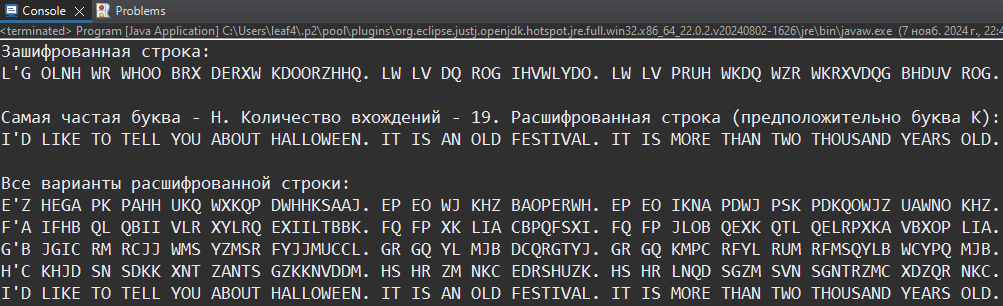 Console Problems
<terminated> Program [Java Application] C:\Users\leaf4\.p2\pool\plugins\org.eclipse.justj.openjdk.hotspot.jre.full.win32.x86_64_22.0.2.v20240802-1626\jre\bin\javaw.exe (7 нояб. 2024 г., 22:4
Зашифрованная строка:
L'G OLNH WR WHOO BRX DERXW KDOORZHHQ. LW LV DQ ROG IHVWLYDO. LW LV PRUH WKDQ WZR WKRXVDQG BHDUV ROG.
Самая частая буква - H. Количество вхождений - 19. Расшифрованная строка (предположительно буква K):
I'D LIKE TO TELL YOU ABOUT HALLOWEEN. IT IS AN OLD FESTIVAL. IT IS MORE THAN TWO THOUSAND YEARS OLD.
Все варианты расшифрованной строки:
E'Z HEGA PK PAHH UKQ WXKQP DWHHKSAAJ. EP EO WJ KHZ BAOPERWH. EP EO IKNA PDWJ PSK PDKQOWJZ UAWNO KHZ.
F'A IFHB QL QBII VLR XYLRQ EXIILTBBK. FQ FP XK LIA CBPQFSXI. FQ FP JLOB QEXK QTL QELRPXKA VBXOP LIA.
G'B JGIC RM RCJJ WMS YZMSR FYJJMUCCL. GR GQ YL MJB DCQRGTYJ. GR GQ KMPC RFYL RUM RFMSQYLB WCYPQ MJB.
H'C KHJD SN SDKK XNT ZANTS GZKKNVDDM. HS HR ZM NKC EDRSHUZK. HS HR LNQD SGZM SVN SGNTRZMC XDZQR NKC.
I'D LIKE TO TELL YOU ABOUT HALLOWEEN. IT IS AN OLD FESTIVAL. IT IS MORE THAN TWO THOUSAND YEARS OLD.